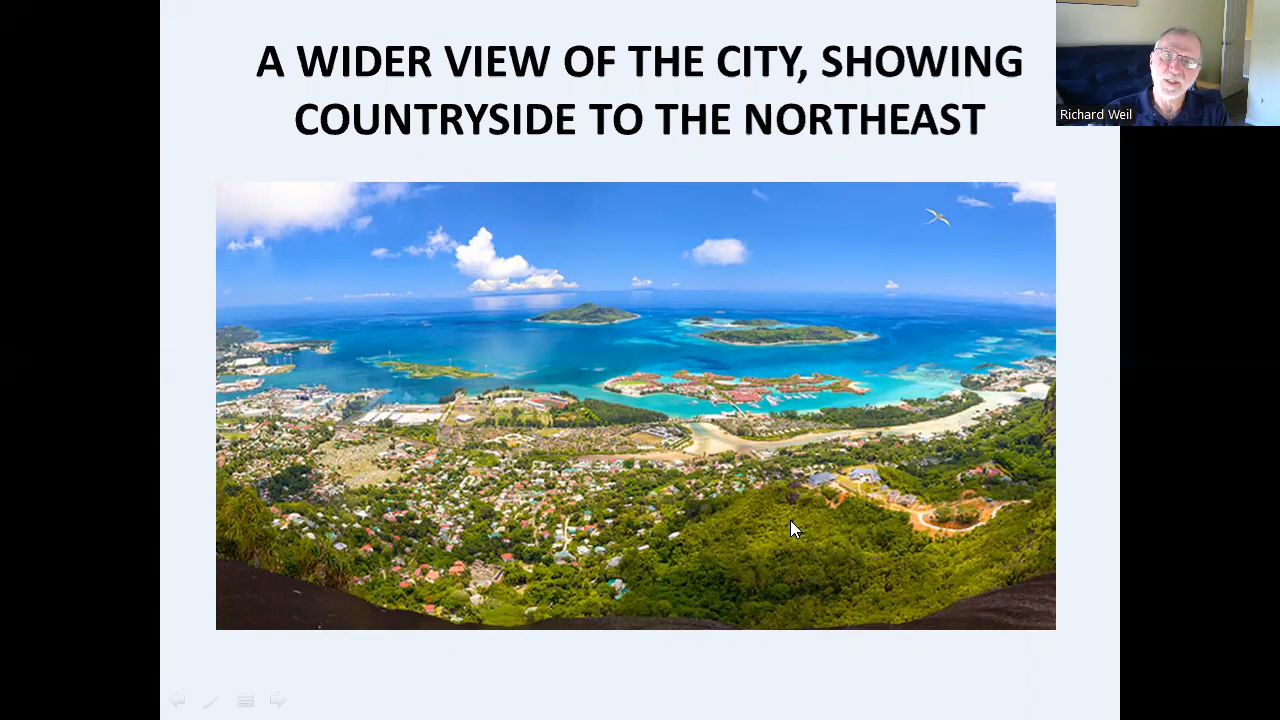 A WIDER VIEW OF THE CITY, SHOWING
COUNTRYSIDE TO THE NORTHEAST
Richard Weil